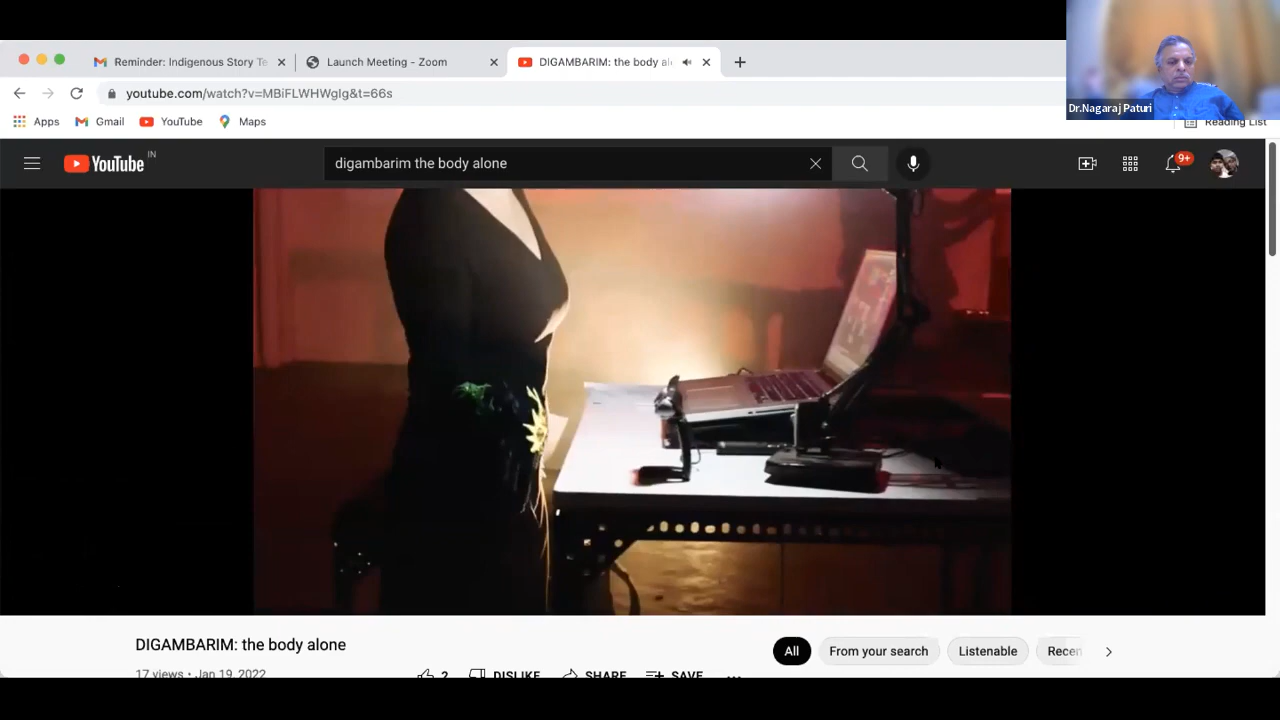 Reminder: Indigenous Story Te
Launch Meeting - Zoom
DIGAMBARIM: the body al
youtube.com/watch?v=MBiFLWHWgIg&t=66s
Dr.Nagaraj Paturi
Apps
Gmail
YouTube
Maps
Reading List
YouTube IN
digambarim the body alone
9+
DIGAMBARIM: the body alone
All
From your search
Listenable
Recen
17 views • Jan 19, 2022
2
DISLIKE
SHARE
SAVE